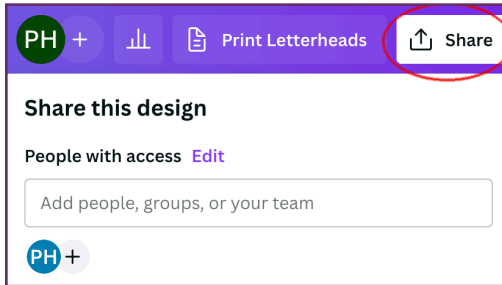 PH + Print Letterheads Share
Share this design
People with access Edit
Add people, groups, or your team
PH +